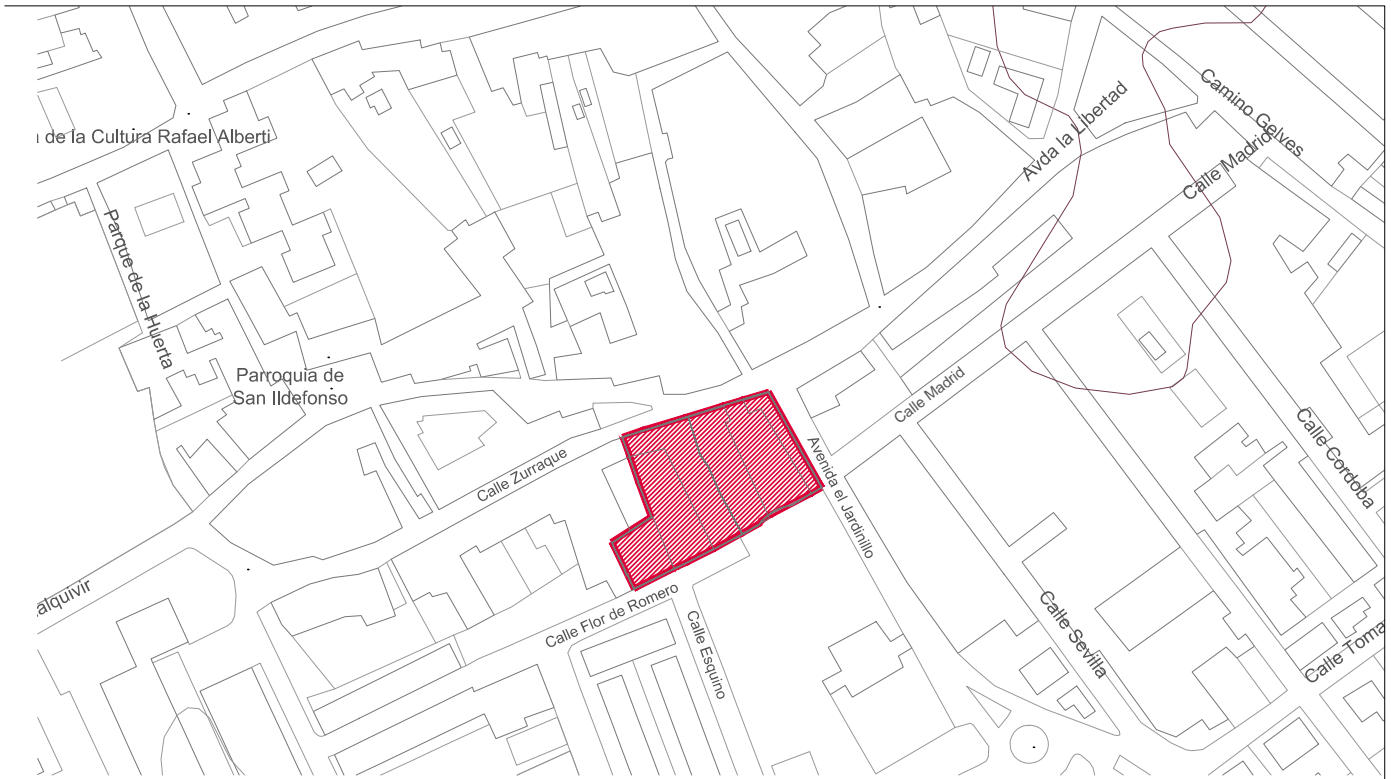 de la Cultura Rafael Alberti
Camino Gelves
Avda la Libertad
Calle Madrid
Parque de la Huerta
Parroquia de
San Ildefonso
Calle Madrid
Calle Zurraque
Avenida el Jardinillo
Calle Cordoba
Calle Flor de Romero
Calle Esquino
Calle Sevilla
Calle Toma
alquivir